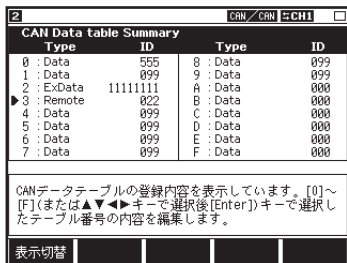 2 CAN/CAN ⇆CH1
CAN Data table Summary
Type ID Type ID
0 : Data 555 8 : Data 099
1 : Data 099 9 : Data 099
2 : ExData 11111111 A : Data 000
▶3 : Remote 022 B : Data 000
4 : Data 099 C : Data 000
5 : Data 099 D : Data 000
6 : Data 099 E : Data 000
7 : Data 099 F : Data 000
CANデータテーブルの登録内容を表示しています。[0]～
[F](または▲▼◀▶キーで選択後[Enter])キーで選択し
たテーブル番号の内容を編集します。
表示切替